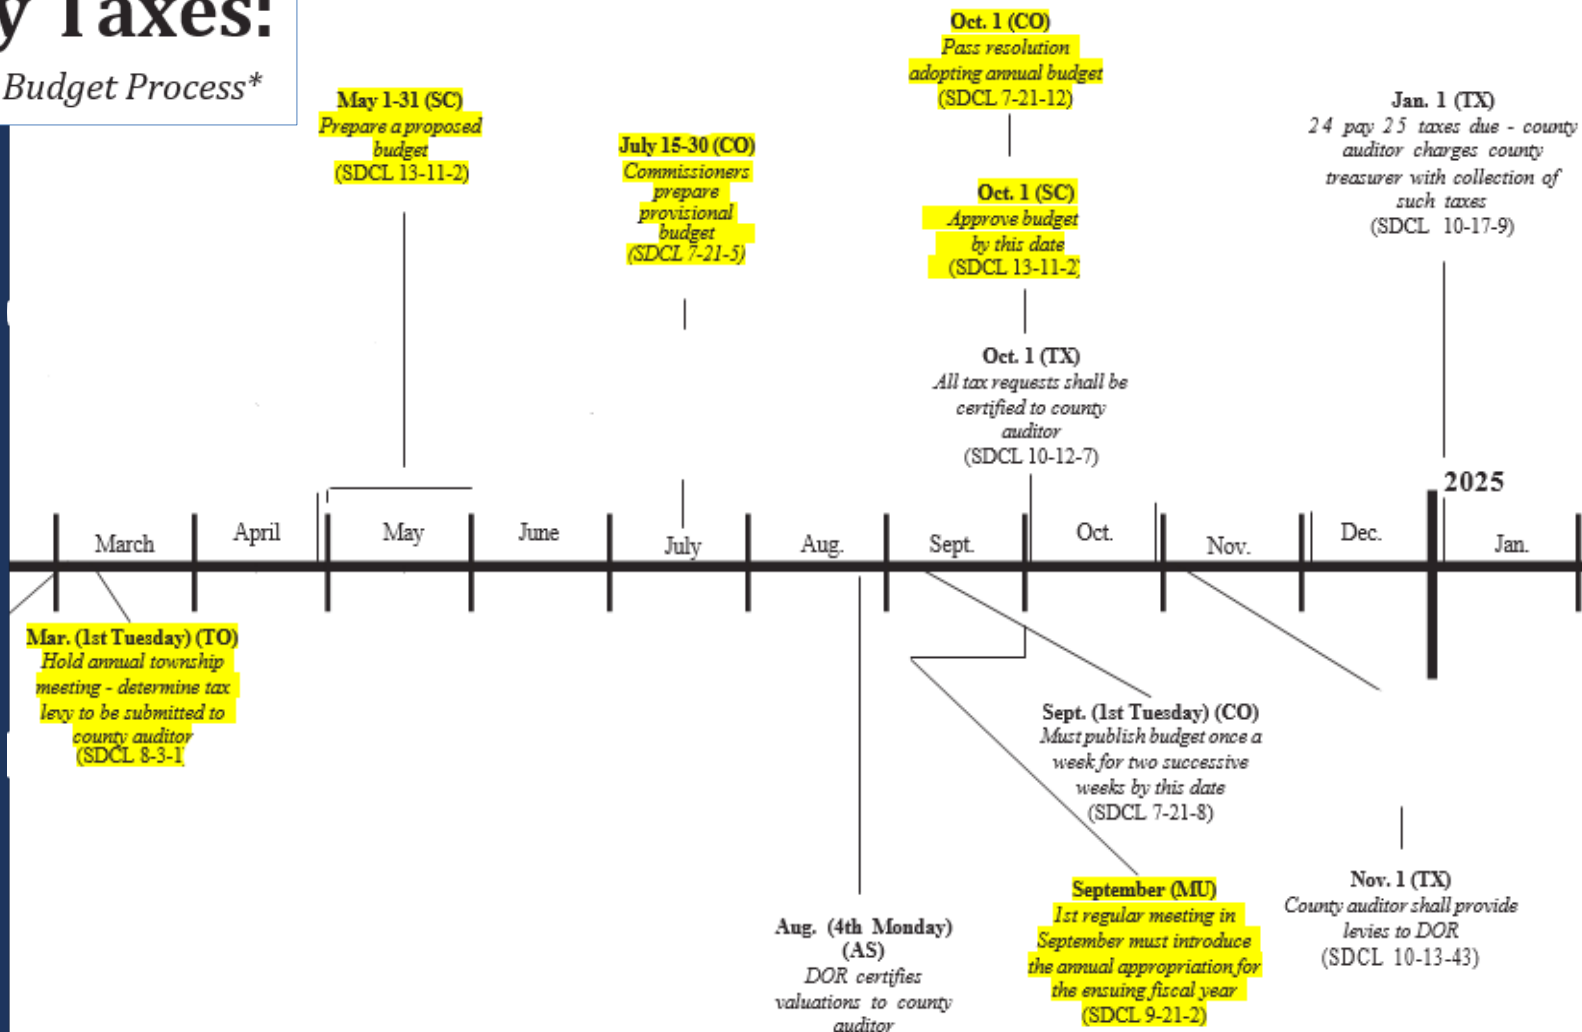 y Taxes:
Budget Process*
May 1-31 (SC)
Prepare a proposed
budget
(SDCL 13-11-2)
July 15-30 (CO)
Commissioners
prepare
provisional
budget
(SDCL 7-21-5)
Oct. 1 (CO)
Pass resolution
adopting annual budget
(SDCL 7-21-12)
Oct. 1 (SC)
Approve budget
by this date
(SDCL 13-11-2)
Oct. 1 (TX)
All tax requests shall be
certified to county
auditor
(SDCL 10-12-7)
Jan. 1 (TX)
24 pay 25 taxes due - county
auditor charges county
treasurer with collection of
such taxes
(SDCL 10-17-9)
2025
March
April
May
June
July
Aug.
Sept.
Oct.
Nov.
Dec.
Jan.
Mar. (1st Tuesday) (TO)
Hold annual township
meeting - determine tax
levy to be submitted to
county auditor
(SDCL 8-3-1)
Aug. (4th Monday)
(AS)
DOR certifies
valuations to county
auditor
Sept. (1st Tuesday) (CO)
Must publish budget once a
week for two successive
weeks by this date
(SDCL 7-21-8)
September (MU)
1st regular meeting in
September must introduce
the annual appropriation for
the ensuing fiscal year
(SDCL 9-21-2)
Nov. 1 (TX)
County auditor shall provide
levies to DOR
(SDCL 10-13-43)